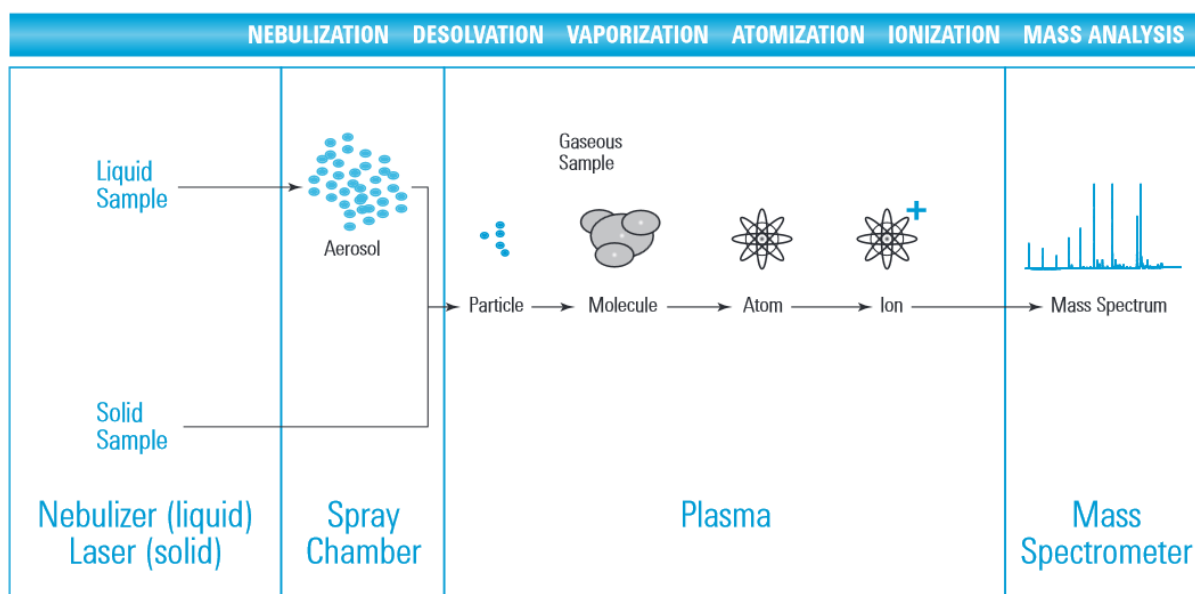 NEBULIZATION DESOLVATION VAPORIZATION ATOMIZATION IONIZATION MASS ANALYSIS
Liquid
Sample
Aerosol
Gaseous
Sample
Particle
Molecule
Atom
Ion
+
Mass Spectrum
Solid
Sample
Nebulizer (liquid)
Laser (solid)
Spray
Chamber
Plasma
Mass
Spectrometer